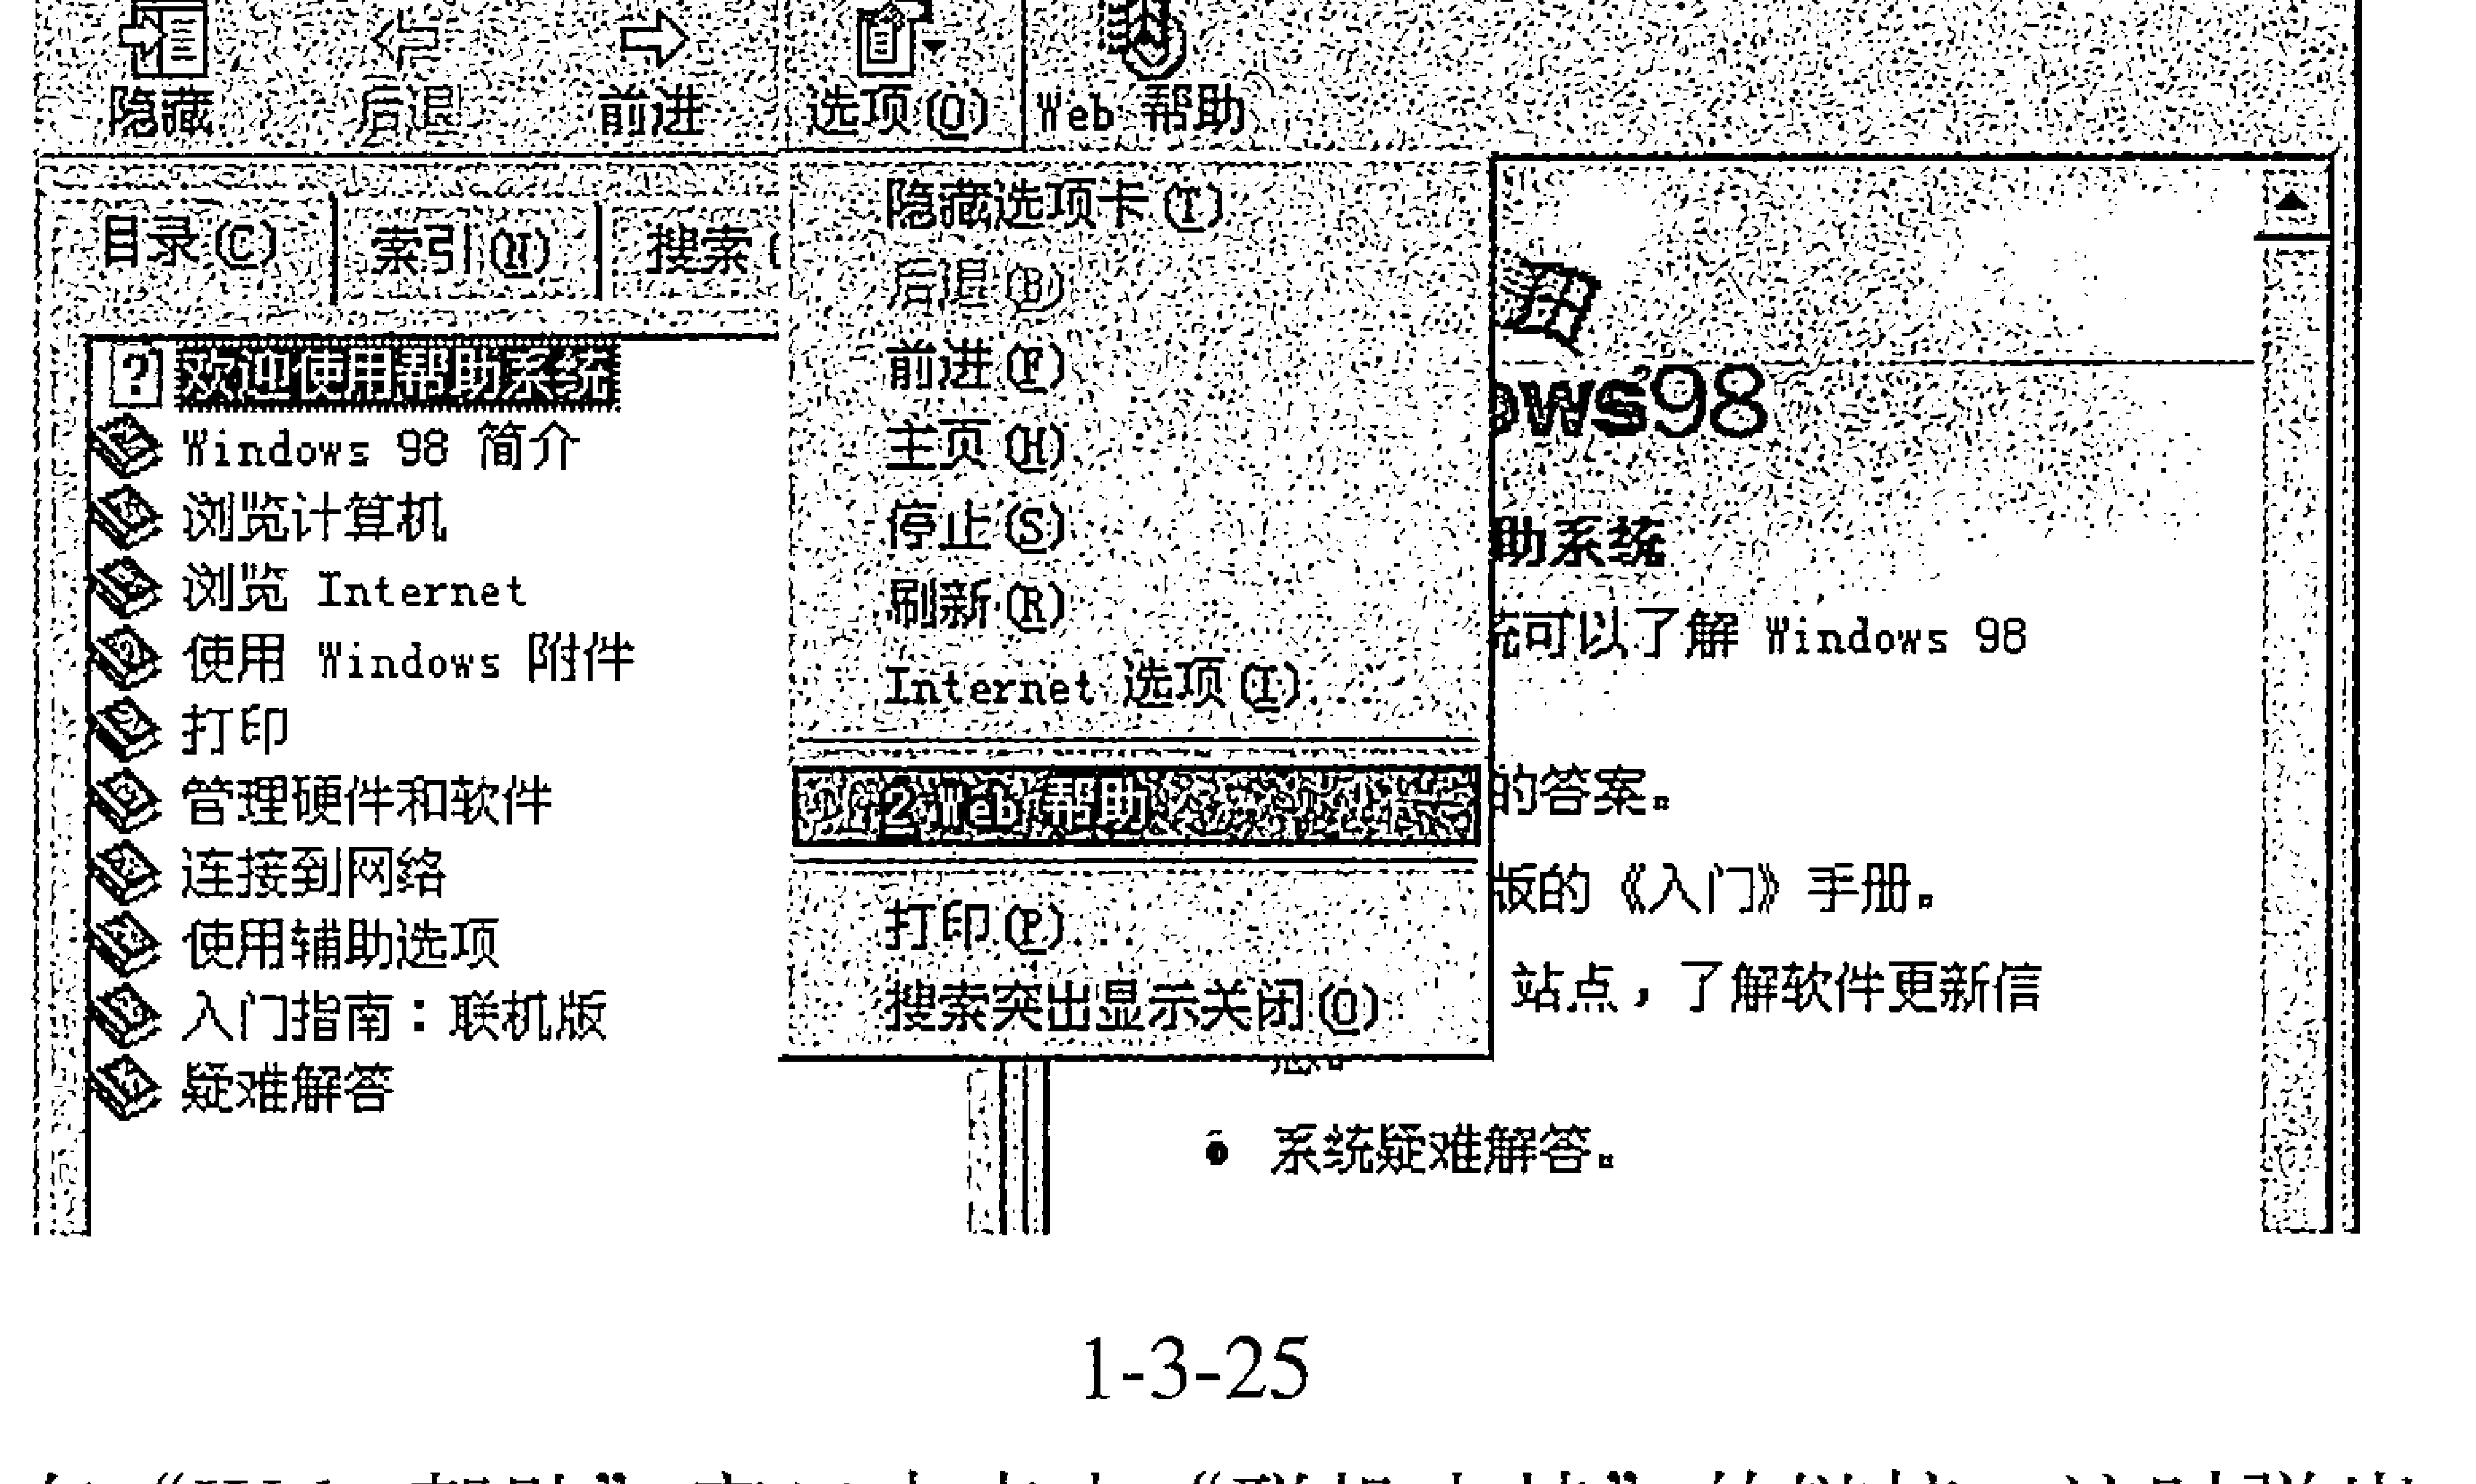 隐藏 后退 前进 选项(O) Web 帮助
目录(C) 索引(N) 搜索(
欢迎使用帮助系统
Windows 98 简介
浏览计算机
浏览 Internet
使用 Windows 附件
打印
管理硬件和软件
连接到网络
使用辅助选项
入门指南：联机版
疑难解答
隐藏选项卡(T)
后退(B)
前进(F)
主页(H)
停止(S)
刷新(R)
Internet 选项(I)...
2 Web 帮助
打印(P)...
搜索突出显示关闭(O)
ows98
助系统
统可以了解 Windows 98
的答案。
版的《入门》手册。
站点，了解软件更新信
息。
系统疑难解答。
1-3-25